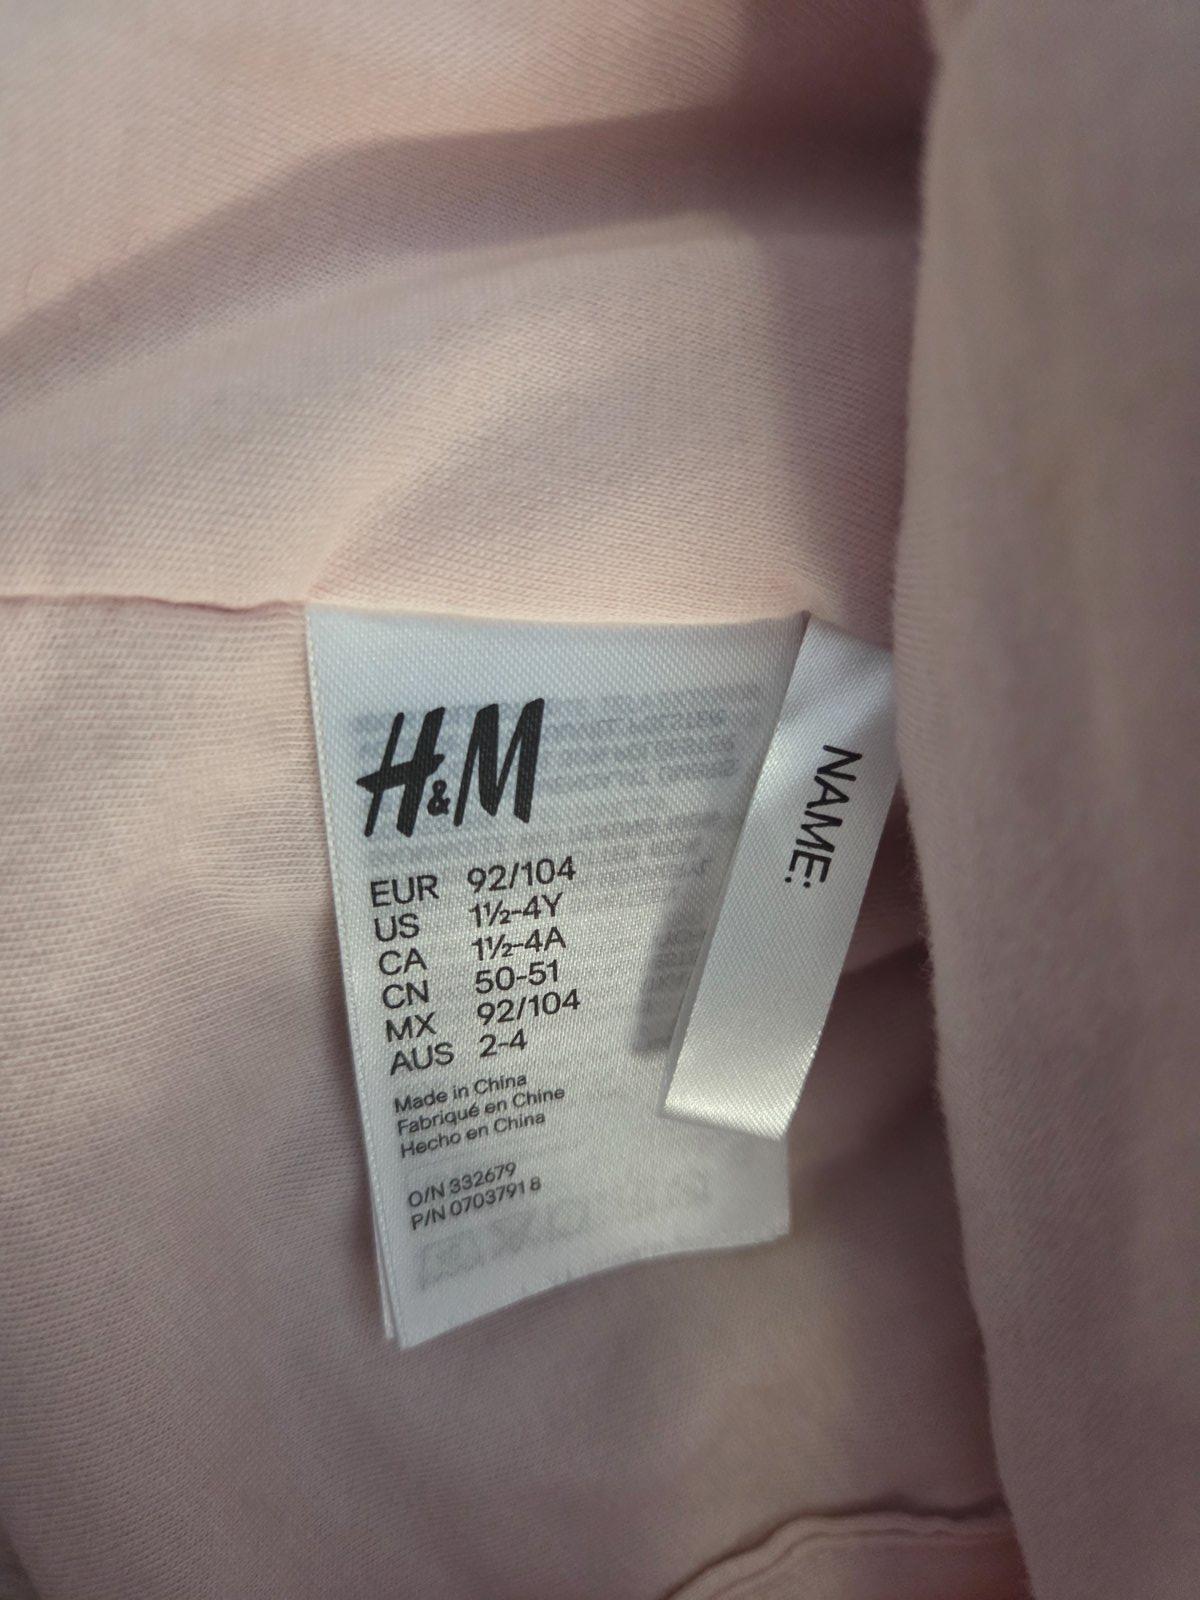 H&M
EUR 92/104
US 1½-4Y
CA 1½-4A
CN 50-51
MX 92/104
AUS 2-4
Made in China
Fabriqué en Chine
Hecho en China
O/N 332679
P/N 0703791 8
NAME: